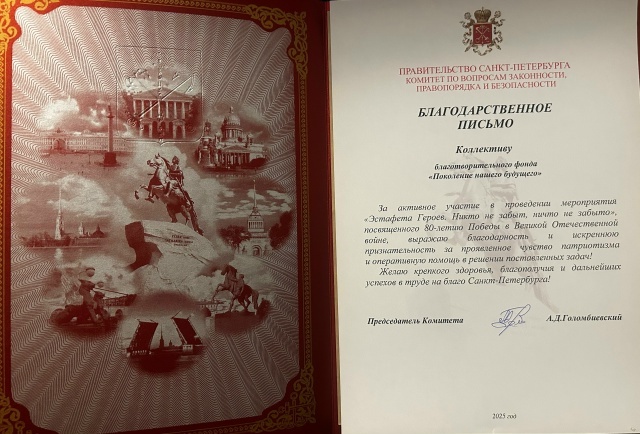 ПРАВИТЕЛЬСТВО САНКТ-ПЕТЕРБУРГА
КОМИТЕТ ПО ВОПРОСАМ ЗАКОННОСТИ,
ПРАВОПОРЯДКА И БЕЗОПАСНОСТИ
БЛАГОДАРСТВЕННОЕ
ПИСЬМО
Коллективу
благотворительного фонда
«Поколение нашего будущего»
За активное участие в проведении мероприятия
«Эстафета Героев. Никто не забыт, ничто не забыто»,
посвященного 80-летию Победы в Великой Отечественной
войне, выражаю благодарность и искреннюю
признательность за проявленное чувство патриотизма
и оперативную помощь в решении поставленных задач!
Желаю крепкого здоровья, благополучия и дальнейших
успехов в труде на благо Санкт-Петербурга!
Председатель Комитета
А.Д.Голомбиевский
2025 год